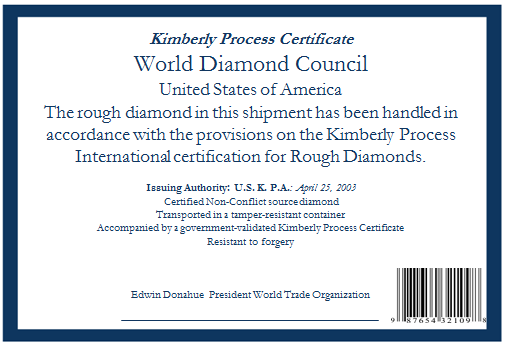 Kimberly Process Certificate
World Diamond Council
United States of America
The rough diamond in this shipment has been handled in
accordance with the provisions on the Kimberly Process
International certification for Rough Diamonds.
Issuing Authority: U.S. K. P.A.: April 25, 2003
Certified Non-Conflict source diamond
Transported in a tamper-resistant container
Accompanied by a government-validated Kimberly Process Certificate
Resistant to forgery
Edwin Donahue President World Trade Organization
9 87654 32109 8